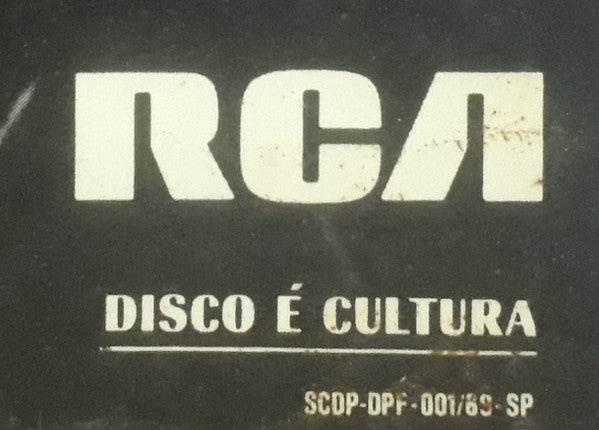 RCA
DISCO É CULTURA
SCDP-DPF-001/69-SP